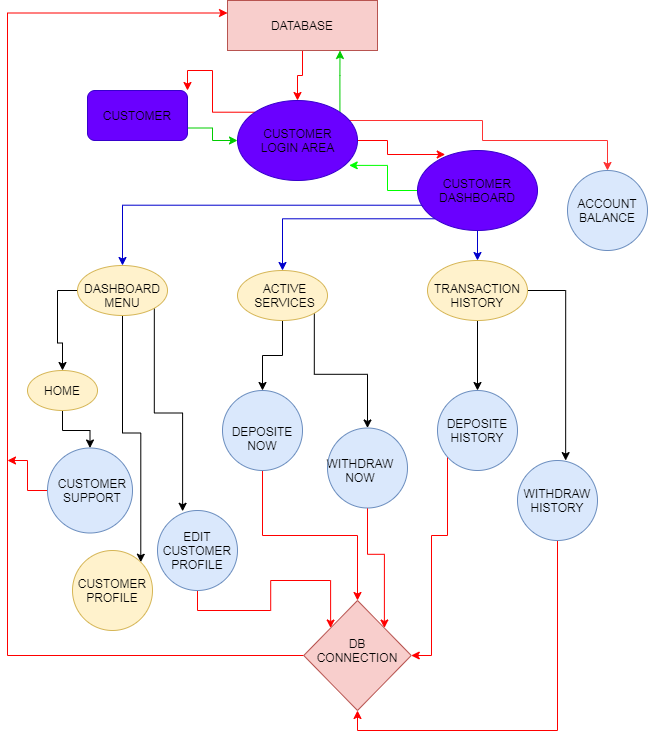 DATABASE
CUSTOMER
CUSTOMER
LOGIN AREA
CUSTOMER
DASHBOARD
ACCOUNT
BALANCE
DASHBOARD
MENU
ACTIVE
SERVICES
TRANSACTION
HISTORY
HOME
DEPOSITE
NOW
DEPOSITE
HISTORY
WITHDRAW
NOW
CUSTOMER
SUPPORT
WITHDRAW
HISTORY
EDIT
CUSTOMER
PROFILE
CUSTOMER
PROFILE
DB
CONNECTION